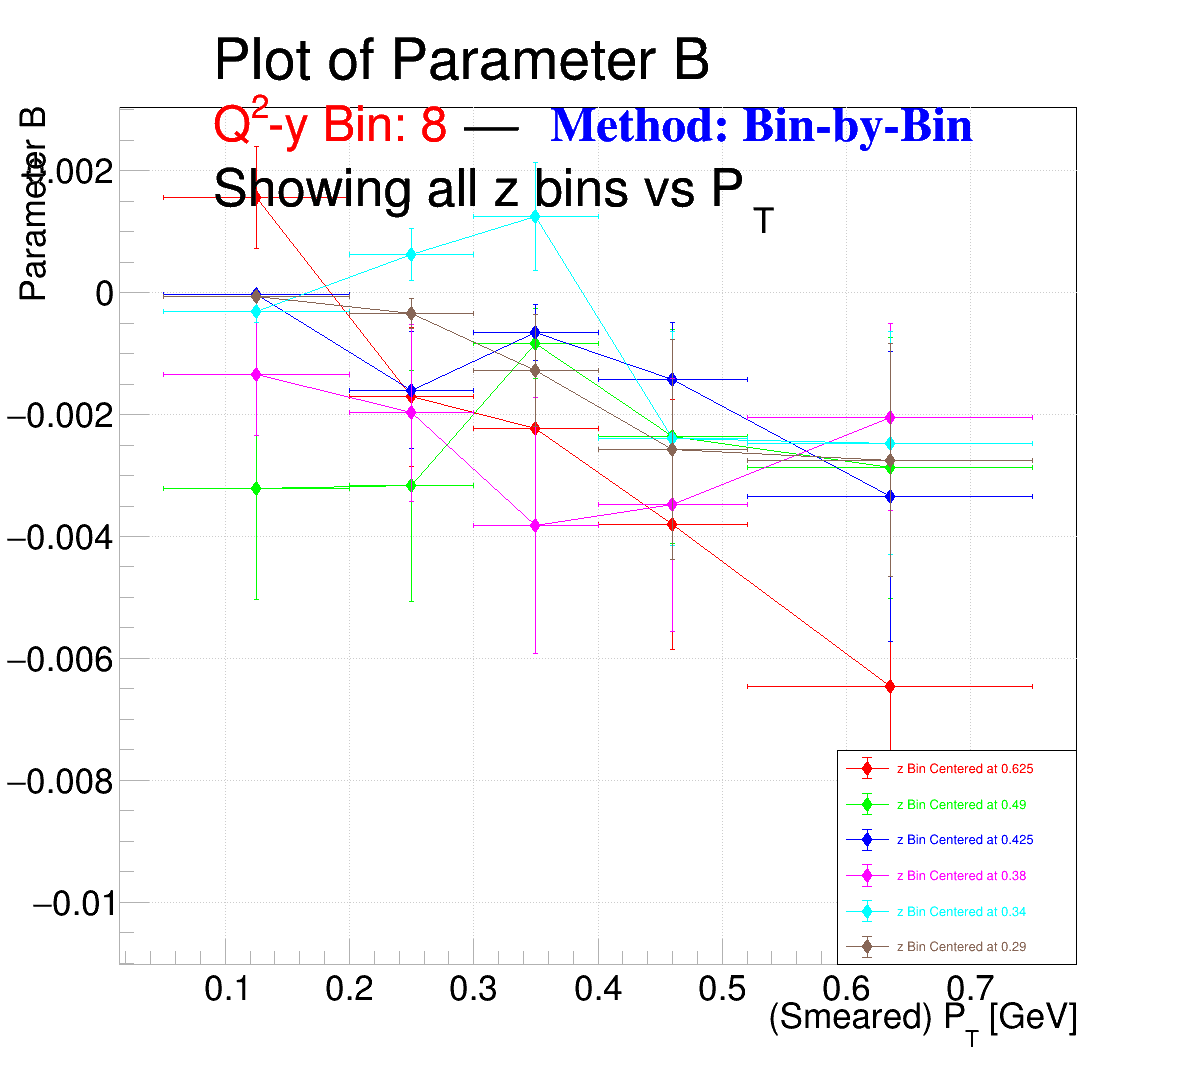 Plot of Parameter B
Q²-y Bin: 8 — Method: Bin-by-Bin
Showing all z bins vs P_T
Parameter B
0.002
0
−0.002
−0.004
−0.006
−0.008
−0.01
z Bin Centered at 0.625
z Bin Centered at 0.49
z Bin Centered at 0.425
z Bin Centered at 0.38
z Bin Centered at 0.34
z Bin Centered at 0.29
0.1 0.2 0.3 0.4 0.5 0.6 0.7
(Smeared) P_T [GeV]